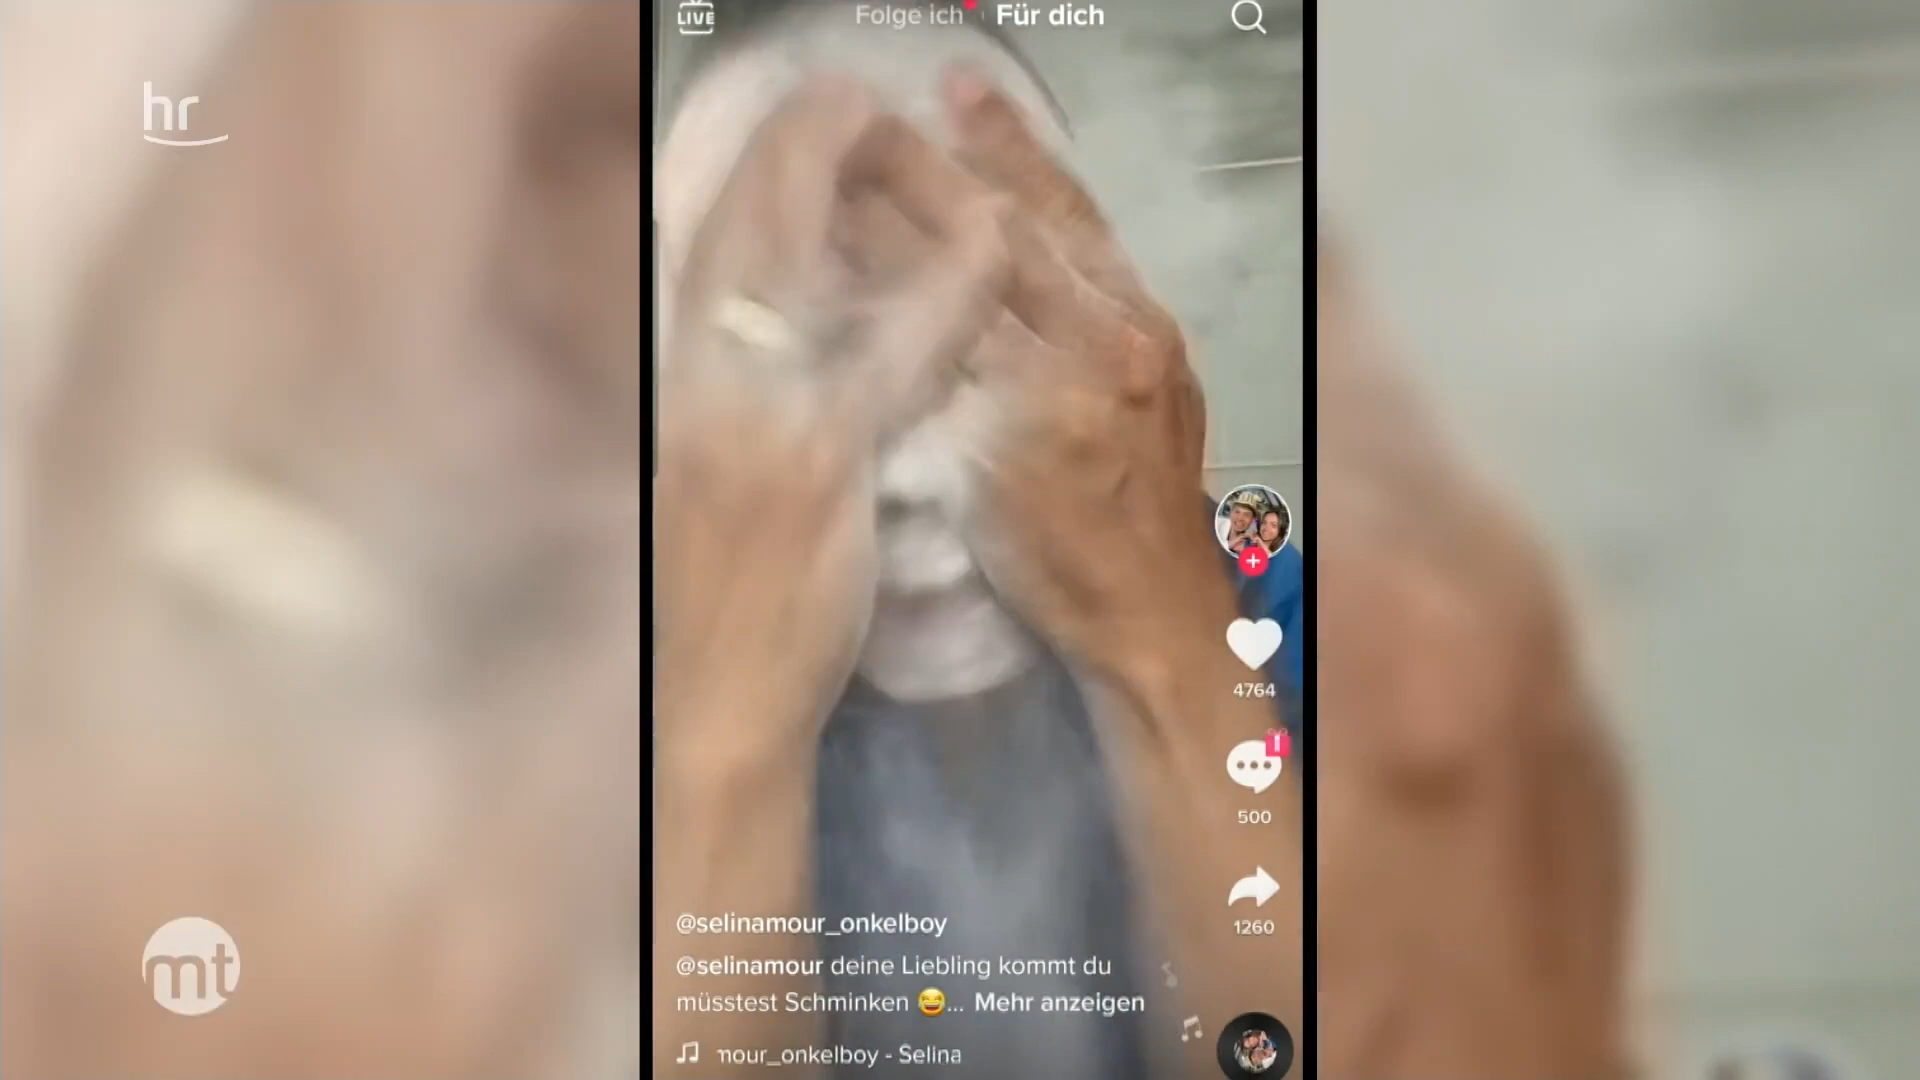 LIVE
Folge ich
Für dich
hr
4764
500
1260
@selinamour_onkelboy
@selinamour deine Liebling kommt du
müsstest Schminken 😂... Mehr anzeigen
mour_onkelboy - Selina
mt